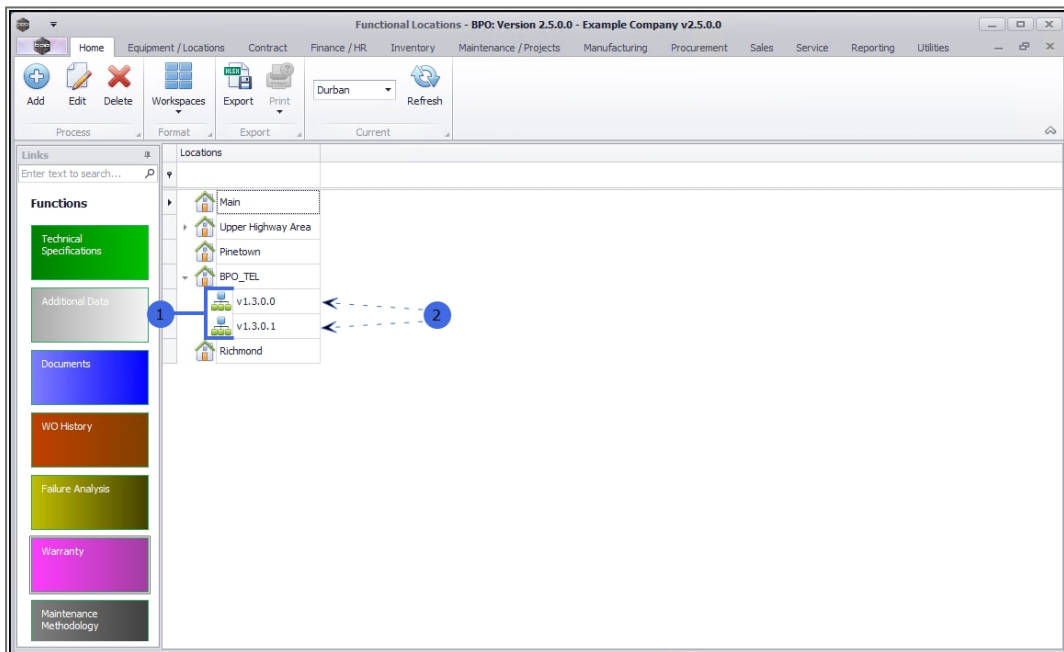 Functional Locations - BPO: Version 2.5.0.0 - Example Company v2.5.0.0
Home Equipment / Locations Contract Finance / HR Inventory Maintenance / Projects Manufacturing Procurement Sales Service Reporting Utilities
Add Edit Delete Workspaces Export Print Durban Refresh
Process Format Export Current
Links
Enter text to search...
Functions
Technical
Specifications
Additional Data
Documents
WO History
Failure Analysis
Warranty
Maintenance
Methodology
Locations
Main
Upper Highway Area
Pinetown
BPO_TEL
v1.3.0.0
v1.3.0.1
Richmond
1
2